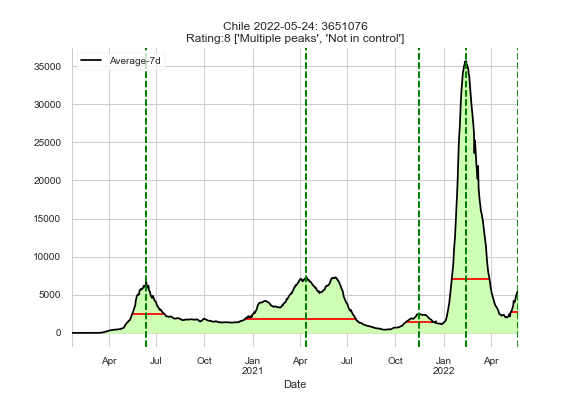 Chile 2022-05-24: 3651076
Rating:8 ['Multiple peaks', 'Not in control']
Average-7d
35000
30000
25000
20000
15000
10000
5000
0
Apr Jul Oct Jan Apr Jul Oct Jan Apr
2021 2022
Date